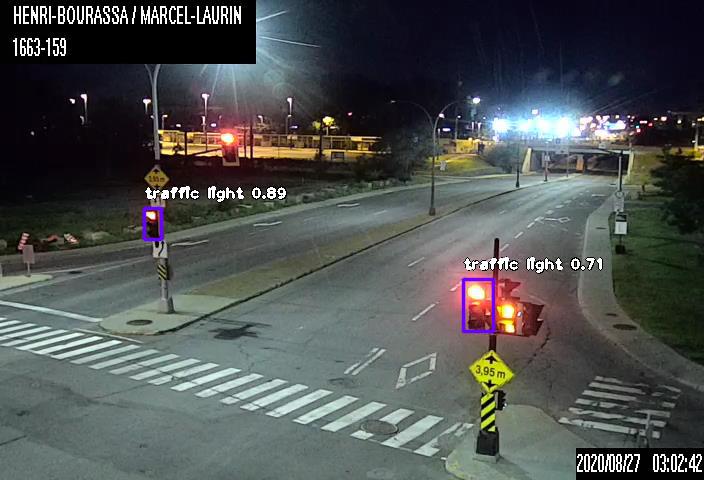 HENRI-BOURASSA / MARCEL-LAURIN
1663-159
traffic light 0.89
traffic light 0.71
3,95 m
2020/08/27 03:02:42